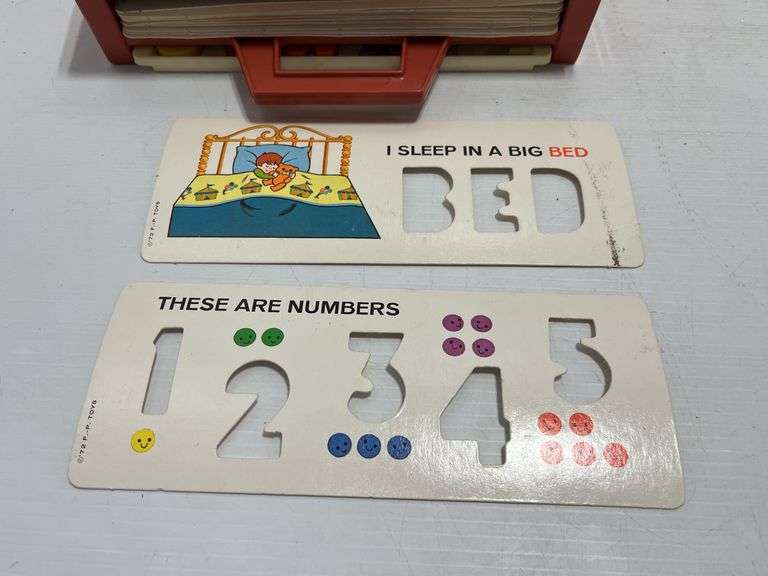 I SLEEP IN A BIG BED
BED
©'72 F.-P. TOYS
THESE ARE NUMBERS
1 2 3 4 5
©'72 F.-P. TOYS